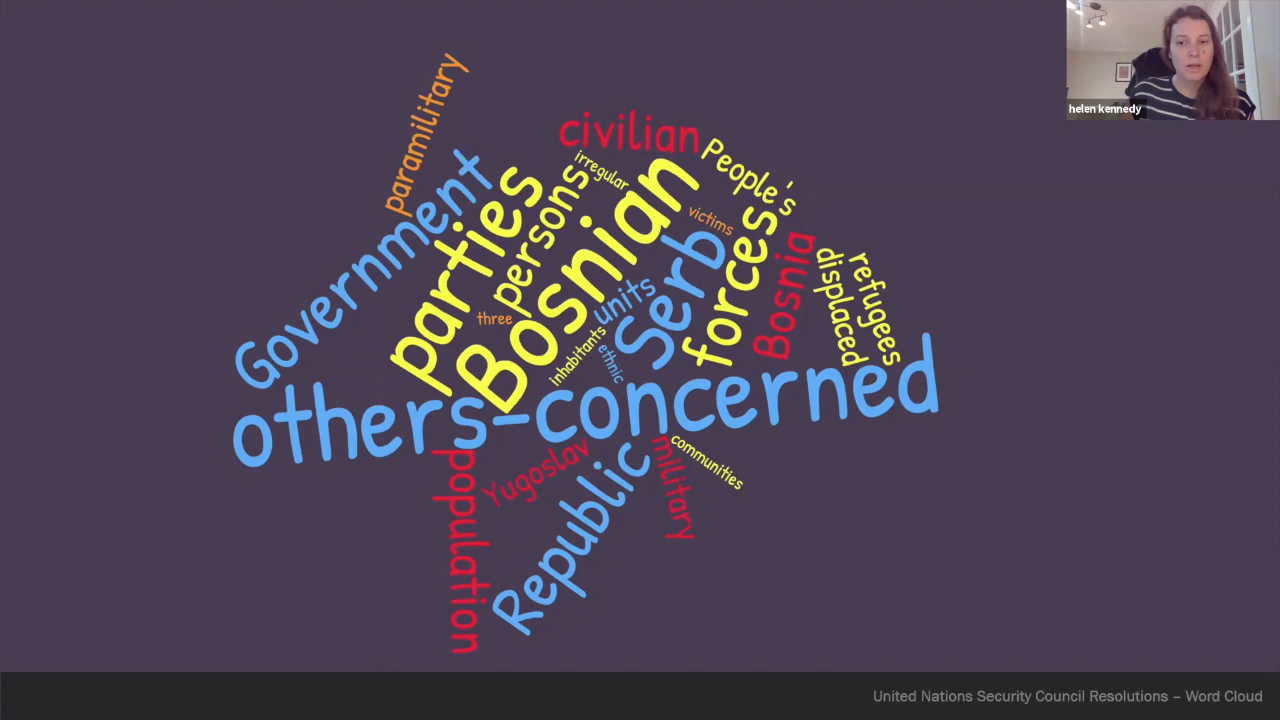 helen kennedy
paramilitary
civilian
People's
Government
parties
persons
irregular
Bosnian
victims
Serb
forces
Bosnia
displaced
refugees
three
units
inhabitants
ethnic
others-concerned
population
Yugoslav
Republic
military
communities
United Nations Security Council Resolutions – Word Cloud